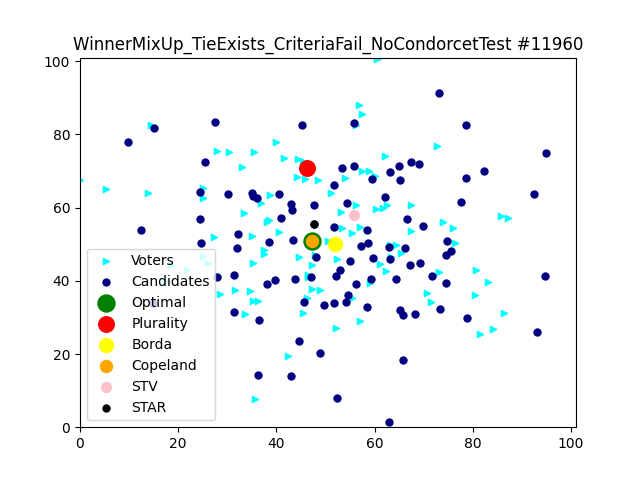 WinnerMixUp_TieExists_CriteriaFail_NoCondorcetTest #11960
100
80
60
40
20
0
0 20 40 60 80 100
Voters
Candidates
Optimal
Plurality
Borda
Copeland
STV
STAR